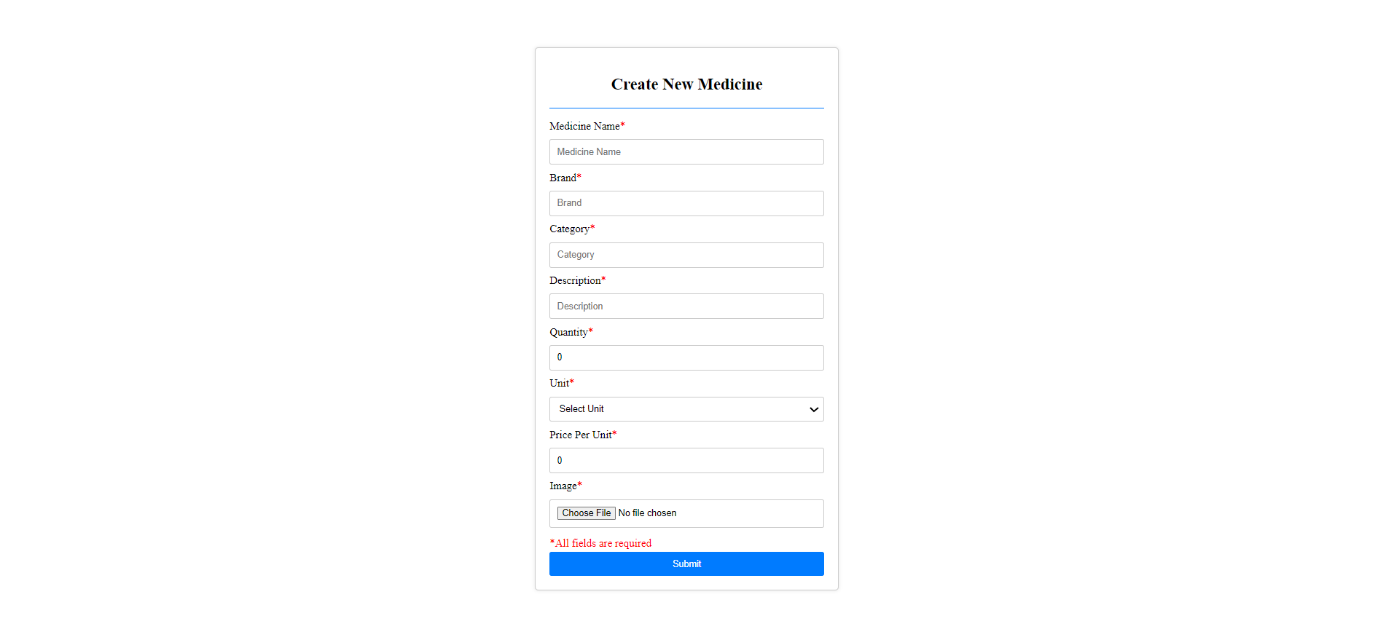 Create New Medicine
Medicine Name*
Medicine Name
Brand*
Brand
Category*
Category
Description*
Description
Quantity*
0
Unit*
Select Unit
Price Per Unit*
0
Image*
Choose File No file chosen
*All fields are required
Submit